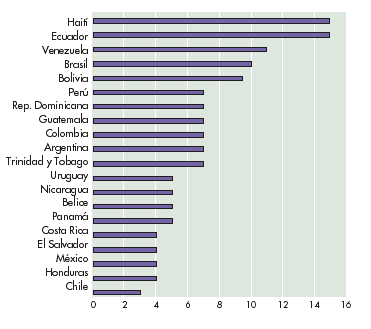 Haití
Ecuador
Venezuela
Brasil
Bolivia
Perú
Rep. Dominicana
Guatemala
Colombia
Argentina
Trinidad y Tobago
Uruguay
Nicaragua
Belice
Panamá
Costa Rica
El Salvador
México
Honduras
Chile
0 2 4 6 8 10 12 14 16